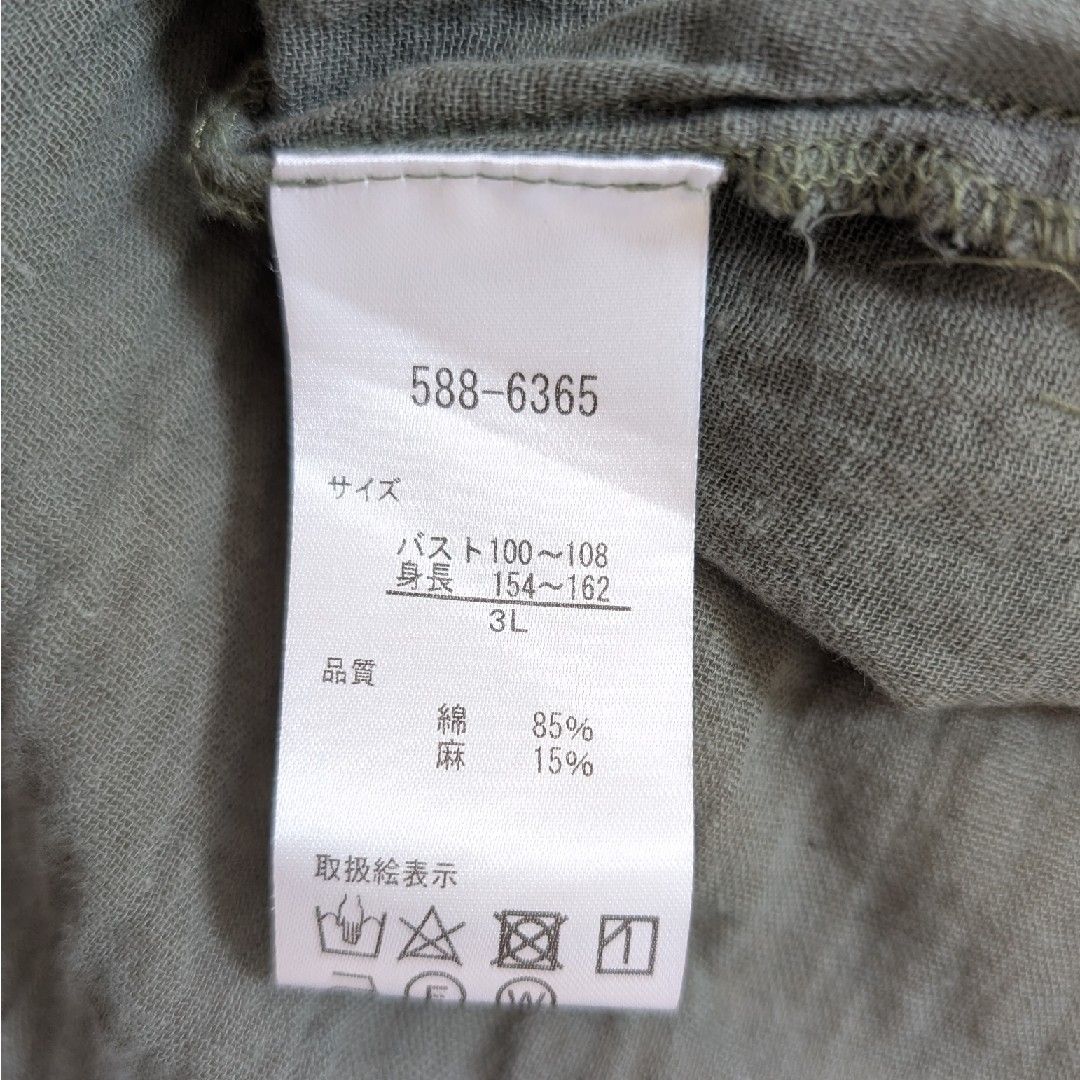 588-6365
サイズ
バスト100～108
身長 154～162
3L
品質
綿 85%
麻 15%
取扱絵表示